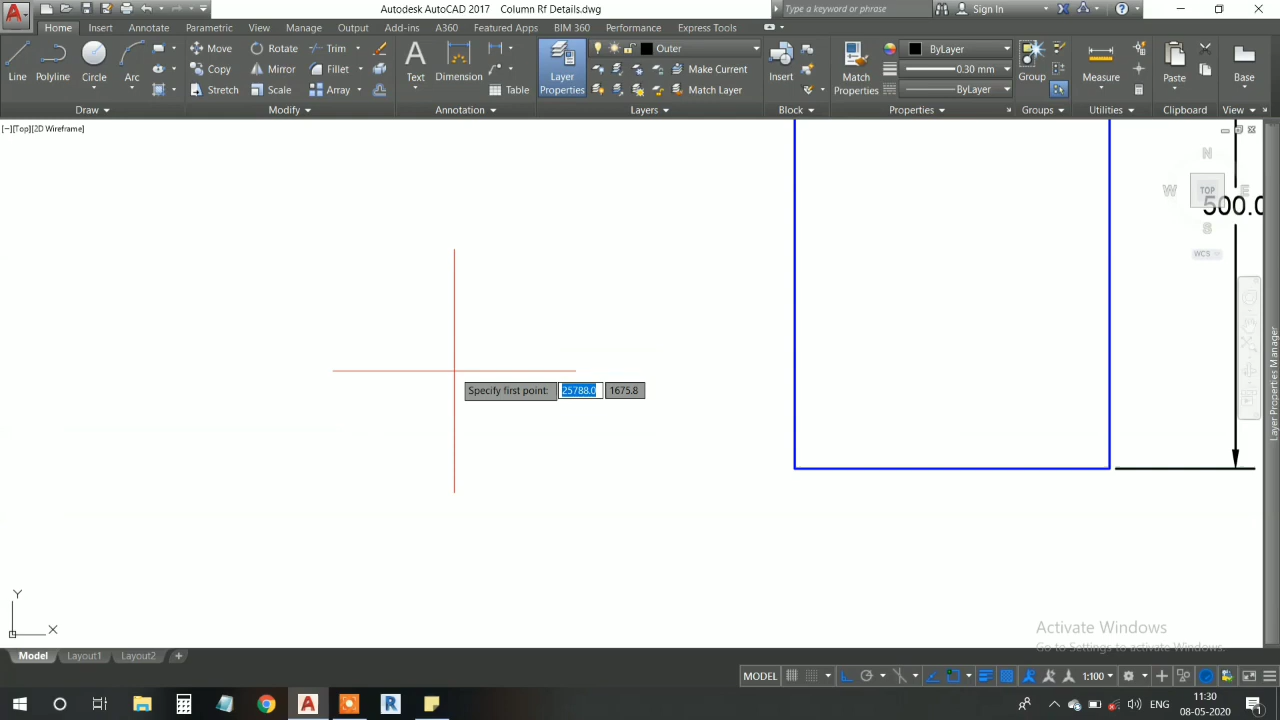 Autodesk AutoCAD 2017 Column Rf Details.dwg
Type a keyword or phrase
Sign In
Home Insert Annotate Parametric View Manage Output Add-ins A360 Featured Apps BIM 360 Performance Express Tools
Line Polyline Circle Arc
Move Rotate Trim
Copy Mirror Fillet
Stretch Scale Array
Text Dimension
Table
Layer Properties
Outer
Make Current
Match Layer
Insert
Match Properties
ByLayer
0.30 mm
ByLayer
Group
Measure
Paste
Base
Draw Modify Annotation Layers Block Properties Groups Utilities Clipboard View
[−][Top][2D Wireframe]
N
W TOP E
500.0
S
WCS
Specify first point: 25788.0 1675.8
Layer Properties Manager
Y
X
Activate Windows
Go to Settings to activate Windows.
Model Layout1 Layout2 +
MODEL 1:100
ENG
11:30
08-05-2020